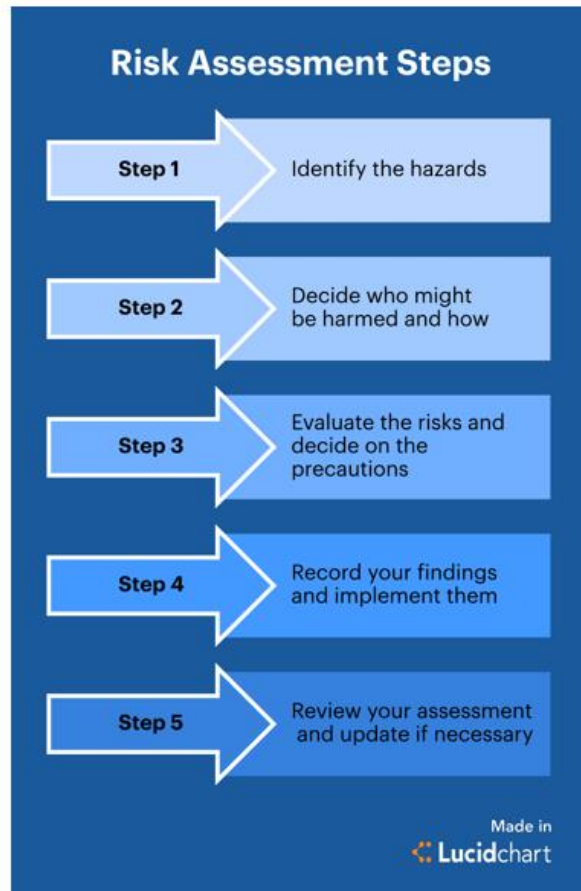 Risk Assessment Steps
Step 1
Identify the hazards
Step 2
Decide who might
be harmed and how
Step 3
Evaluate the risks and
decide on the
precautions
Step 4
Record your findings
and implement them
Step 5
Review your assessment
and update if necessary
Made in
Lucidchart